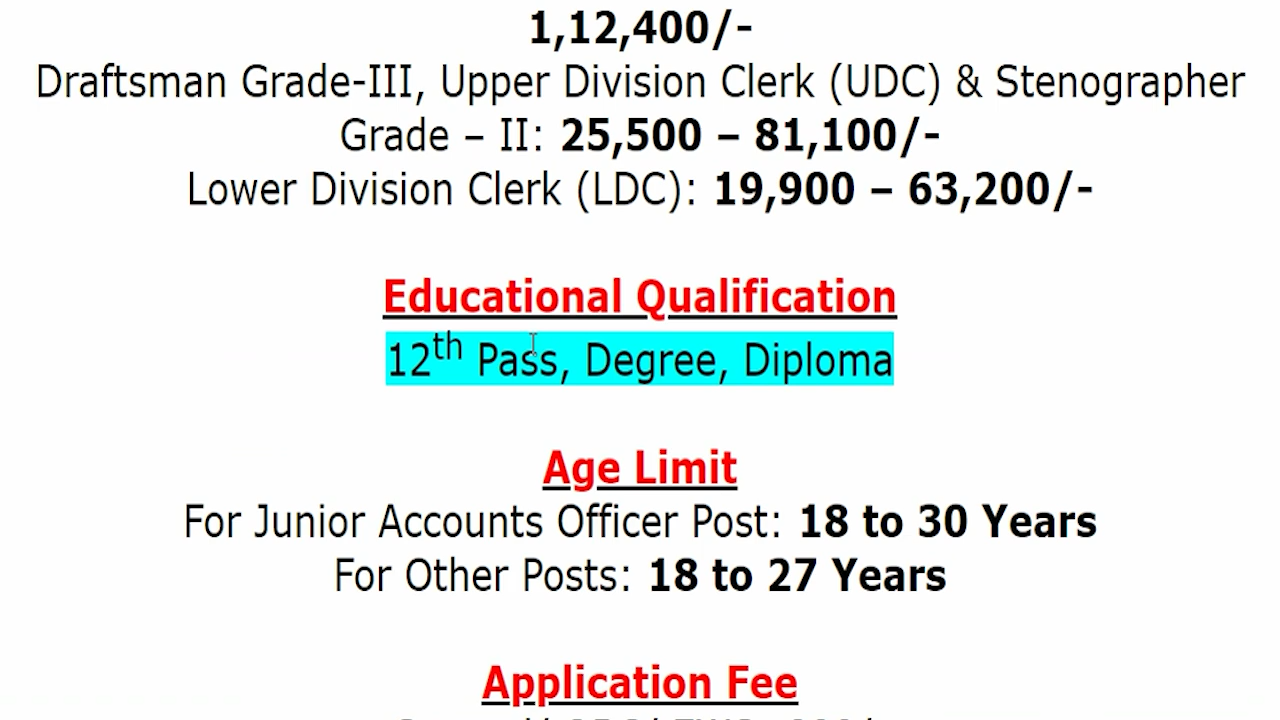 1,12,400/-
Draftsman Grade-III, Upper Division Clerk (UDC) & Stenographer
Grade – II: 25,500 – 81,100/-
Lower Division Clerk (LDC): 19,900 – 63,200/-
Educational Qualification
12th Pass, Degree, Diploma
Age Limit
For Junior Accounts Officer Post: 18 to 30 Years
For Other Posts: 18 to 27 Years
Application Fee